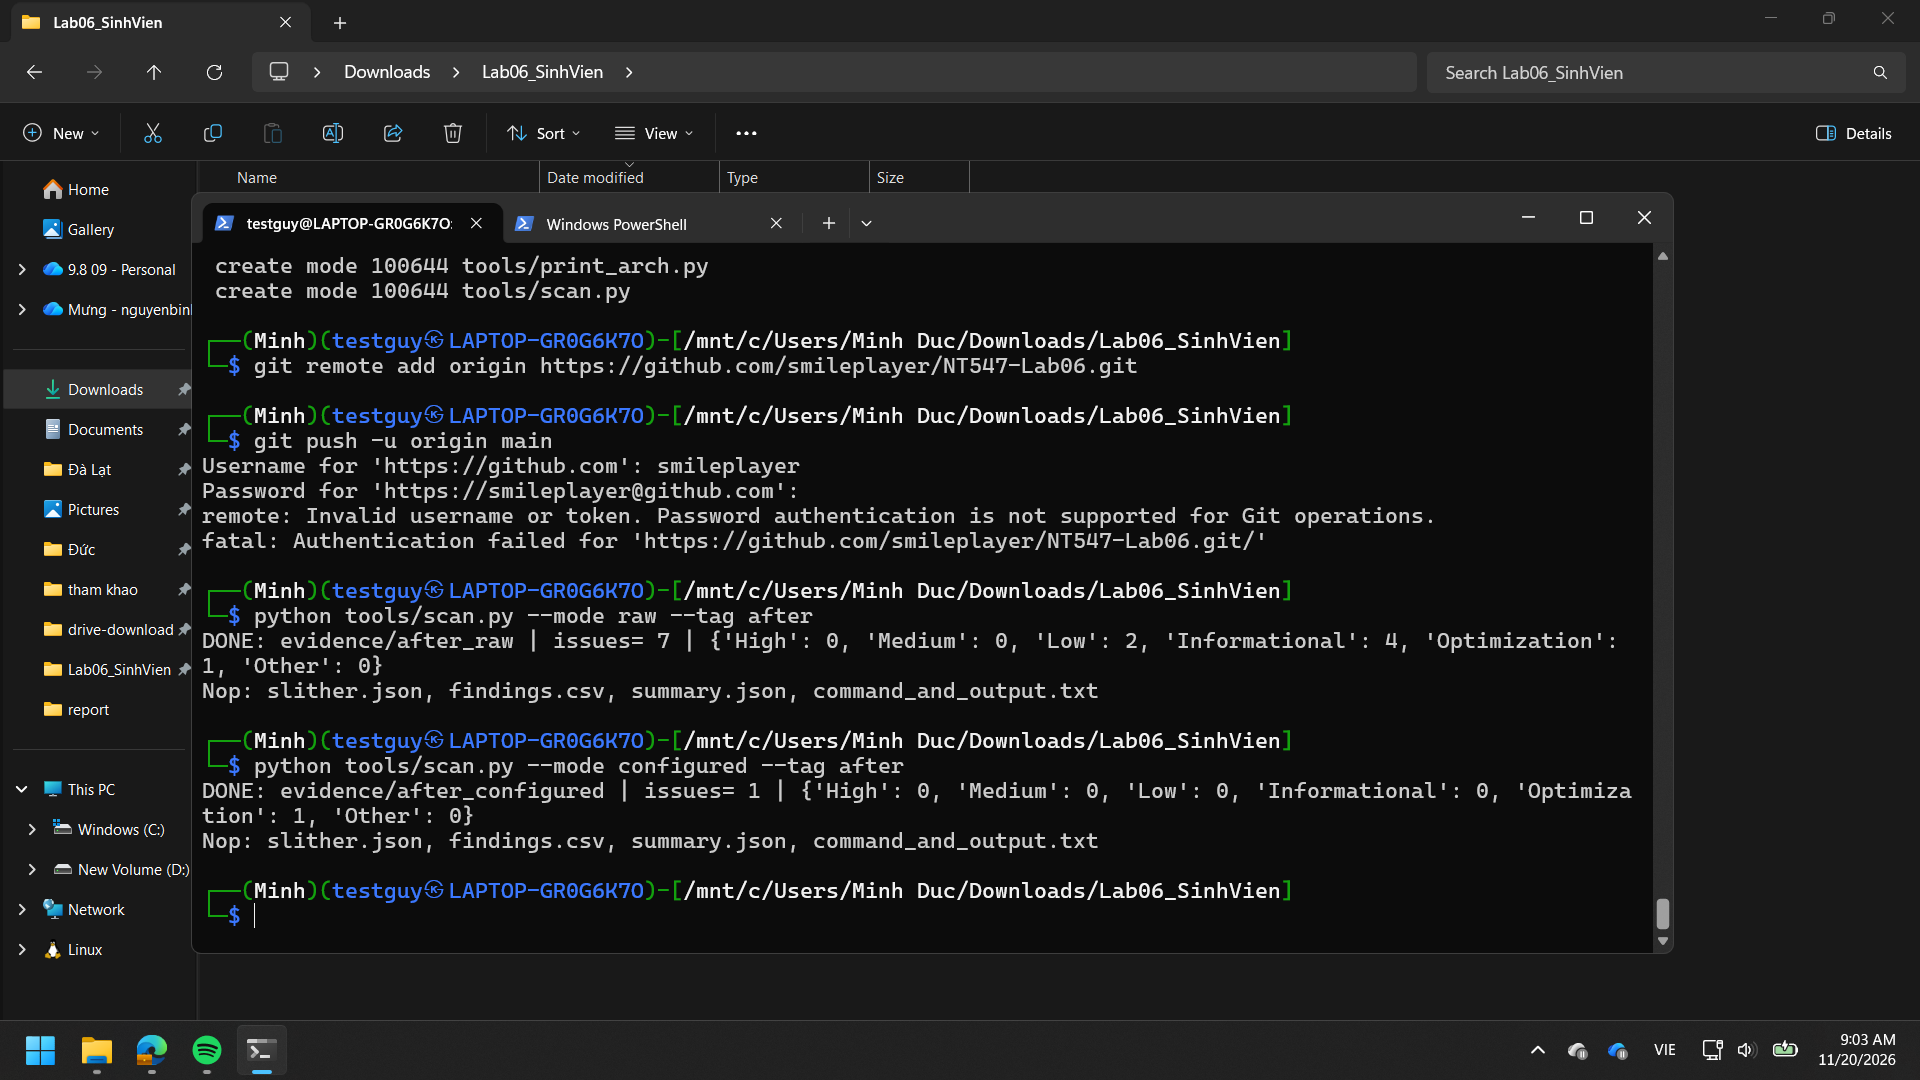 Lab06_SinhVien
Downloads
Lab06_SinhVien
Search Lab06_SinhVien
New
Sort
View
Details
Name
Date modified
Type
Size
Home
Gallery
9.8 09 - Personal
Mưng - nguyenbin
Downloads
Documents
Đà Lạt
Pictures
Đức
tham khao
drive-download
Lab06_SinhVien
report
This PC
Windows (C:)
New Volume (D:)
Network
Linux
testguy@LAPTOP-GR0G6K7O:
Windows PowerShell
create mode 100644 tools/print_arch.py
create mode 100644 tools/scan.py
┌──(Minh)(testguy㉿LAPTOP-GR0G6K7O)-[/mnt/c/Users/Minh Duc/Downloads/Lab06_SinhVien]
└─$ git remote add origin https://github.com/smileplayer/NT547-Lab06.git
┌──(Minh)(testguy㉿LAPTOP-GR0G6K7O)-[/mnt/c/Users/Minh Duc/Downloads/Lab06_SinhVien]
└─$ git push -u origin main
Username for 'https://github.com': smileplayer
Password for 'https://smileplayer@github.com':
remote: Invalid username or token. Password authentication is not supported for Git operations.
fatal: Authentication failed for 'https://github.com/smileplayer/NT547-Lab06.git/'
┌──(Minh)(testguy㉿LAPTOP-GR0G6K7O)-[/mnt/c/Users/Minh Duc/Downloads/Lab06_SinhVien]
└─$ python tools/scan.py --mode raw --tag after
DONE: evidence/after_raw | issues= 7 | {'High': 0, 'Medium': 0, 'Low': 2, 'Informational': 4, 'Optimization':
1, 'Other': 0}
Nop: slither.json, findings.csv, summary.json, command_and_output.txt
┌──(Minh)(testguy㉿LAPTOP-GR0G6K7O)-[/mnt/c/Users/Minh Duc/Downloads/Lab06_SinhVien]
└─$ python tools/scan.py --mode configured --tag after
DONE: evidence/after_configured | issues= 1 | {'High': 0, 'Medium': 0, 'Low': 0, 'Informational': 0, 'Optimiza
tion': 1, 'Other': 0}
Nop: slither.json, findings.csv, summary.json, command_and_output.txt
┌──(Minh)(testguy㉿LAPTOP-GR0G6K7O)-[/mnt/c/Users/Minh Duc/Downloads/Lab06_SinhVien]
└─$
VIE
9:03 AM
11/20/2026